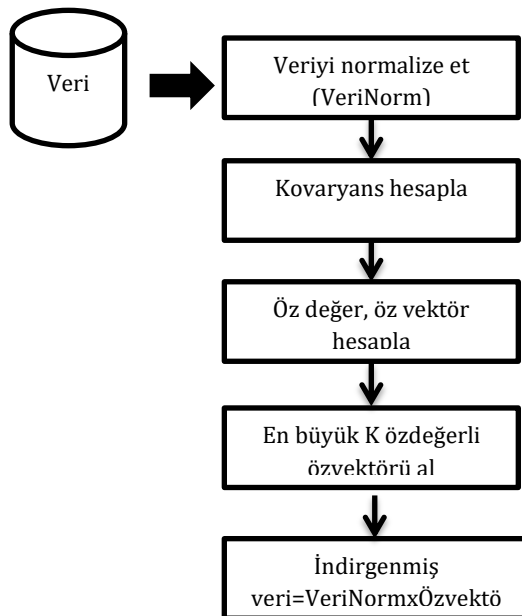 Veri
Veriyi normalize et
(VeriNorm)
Kovaryans hesapla
Öz değer, öz vektör
hesapla
En büyük K özdeğerli
özvektörü al
İndirgenmiş
veri=VeriNormxÖzvektö